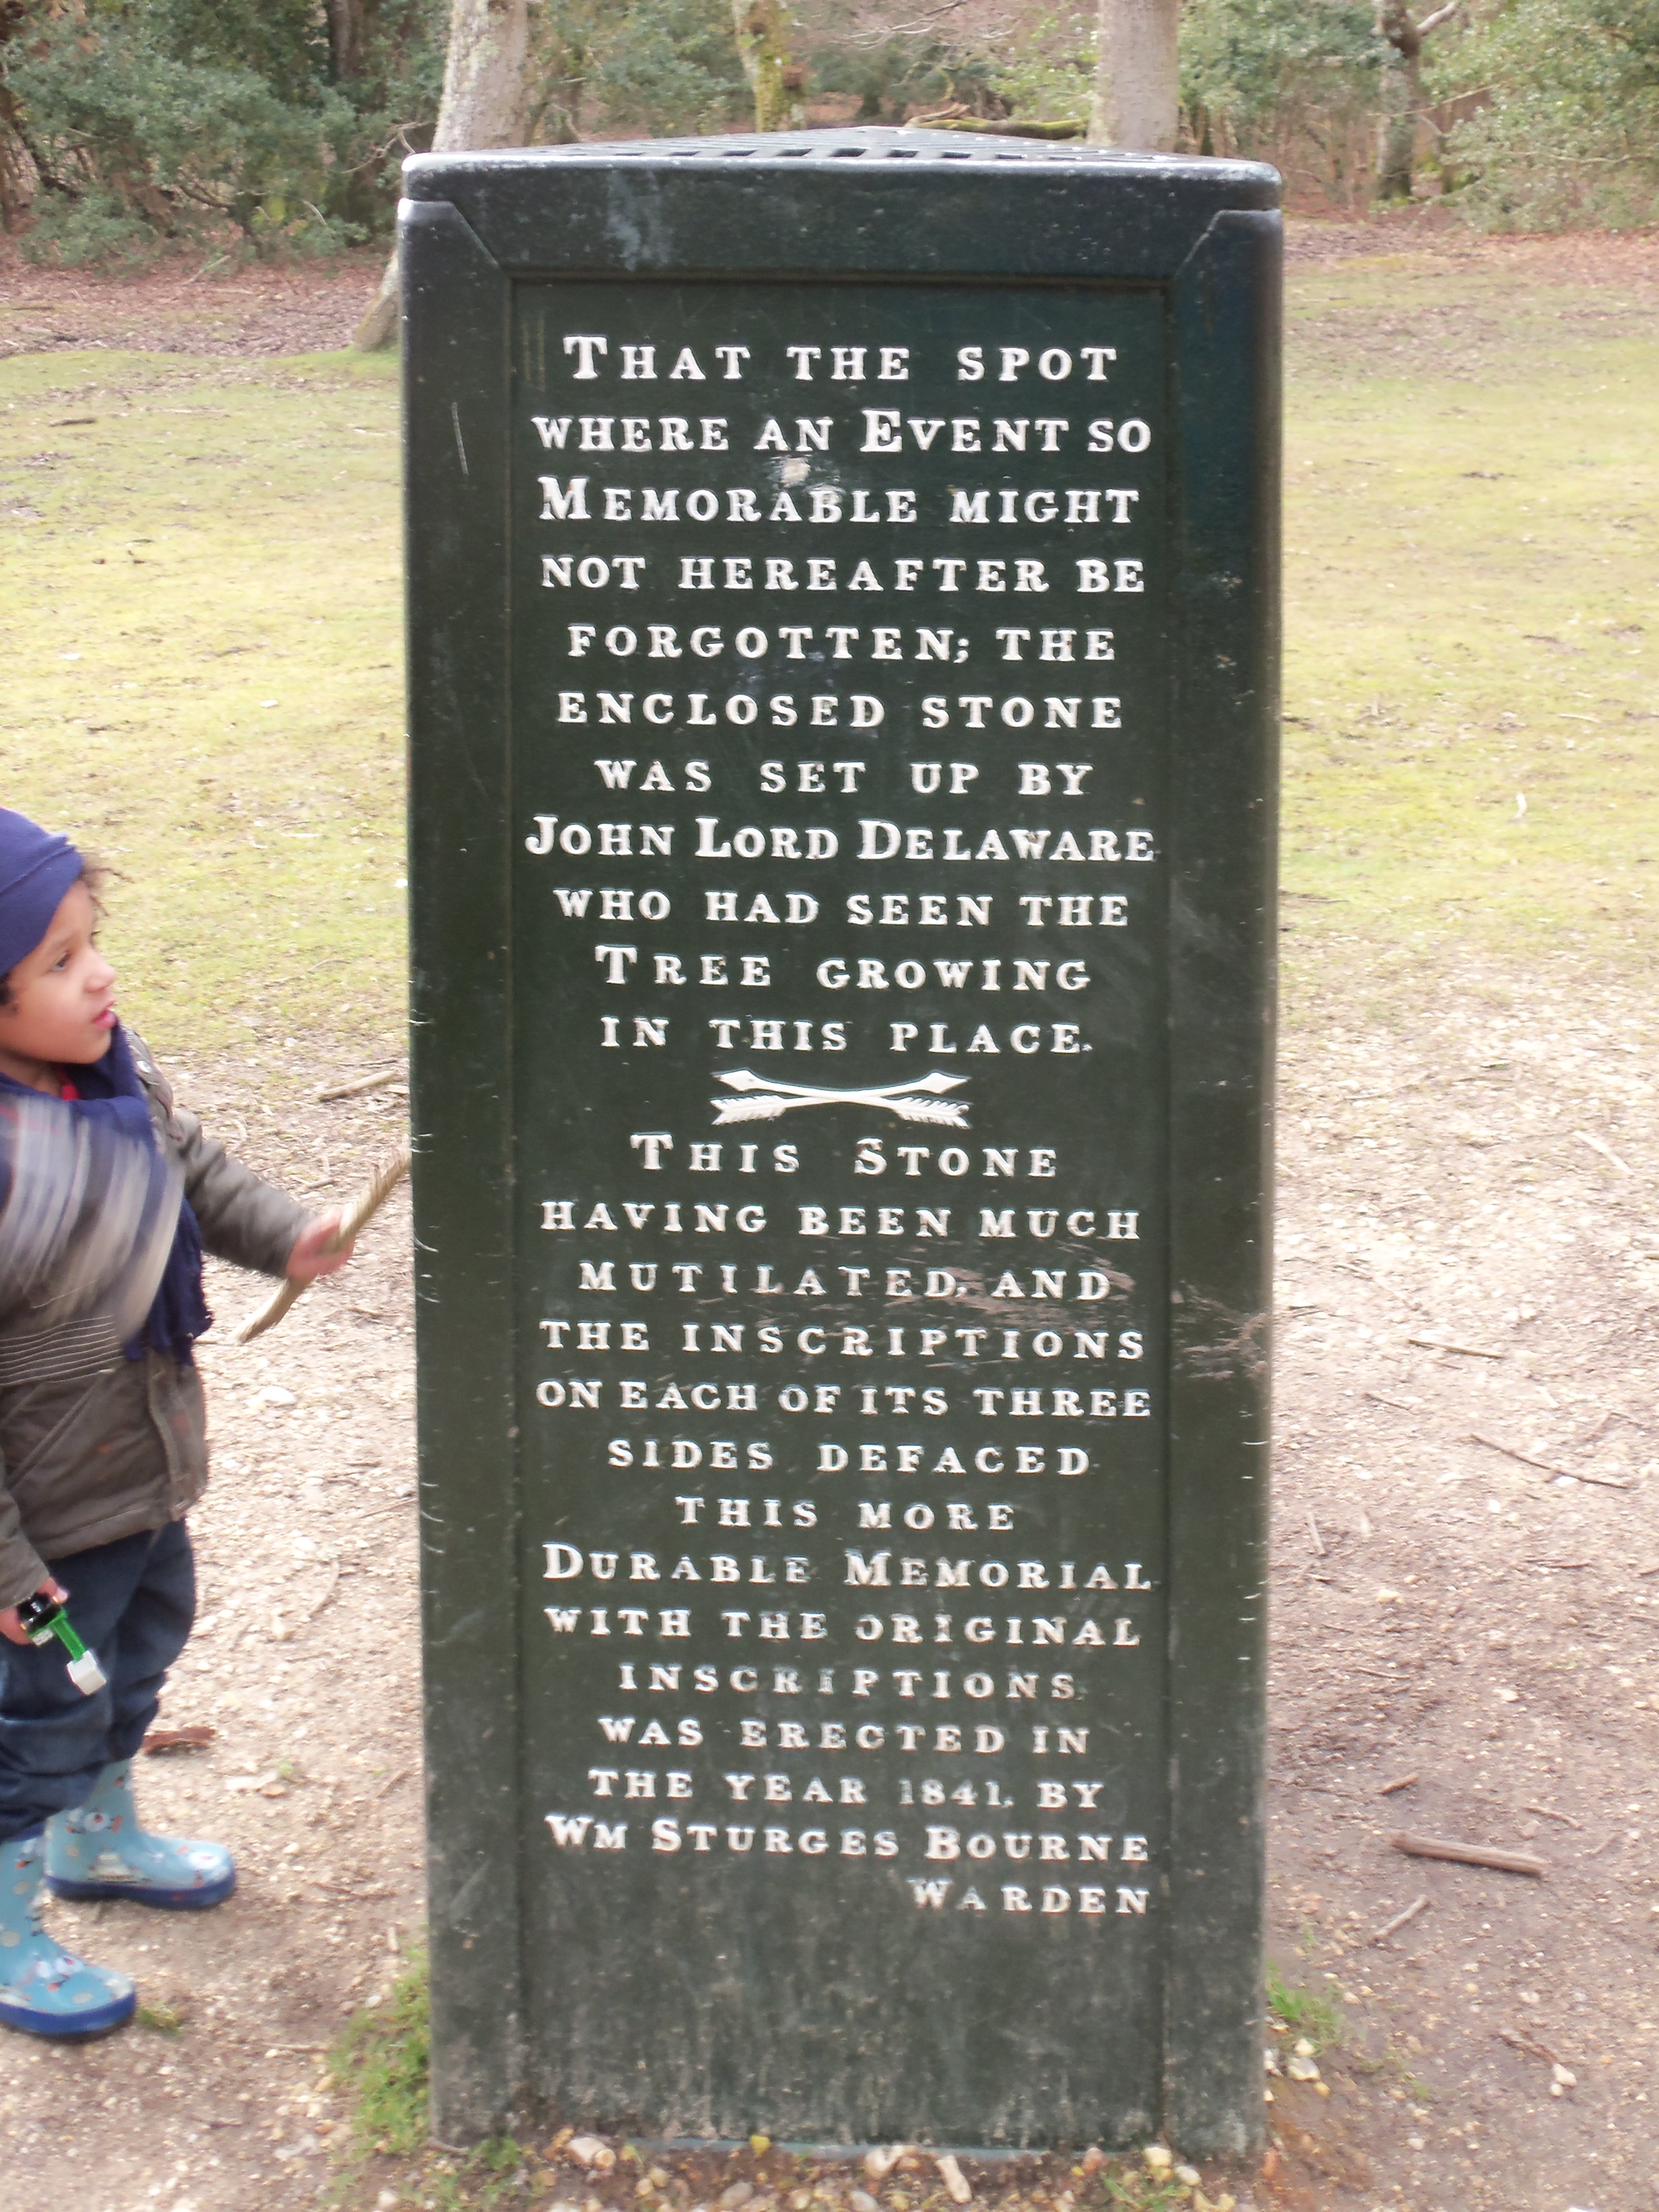 THAT THE SPOT
WHERE AN EVENT SO
MEMORABLE MIGHT
NOT HEREAFTER BE
FORGOTTEN; THE
ENCLOSED STONE
WAS SET UP BY
JOHN LORD DELAWARE
WHO HAD SEEN THE
TREE GROWING
IN THIS PLACE.
THIS STONE
HAVING BEEN MUCH
MUTILATED, AND
THE INSCRIPTIONS
ON EACH OF ITS THREE
SIDES DEFACED
THIS MORE
DURABLE MEMORIAL
WITH THE ORIGINAL
INSCRIPTIONS
WAS ERECTED IN
THE YEAR 1841. BY
WM STURGES BOURNE
WARDEN